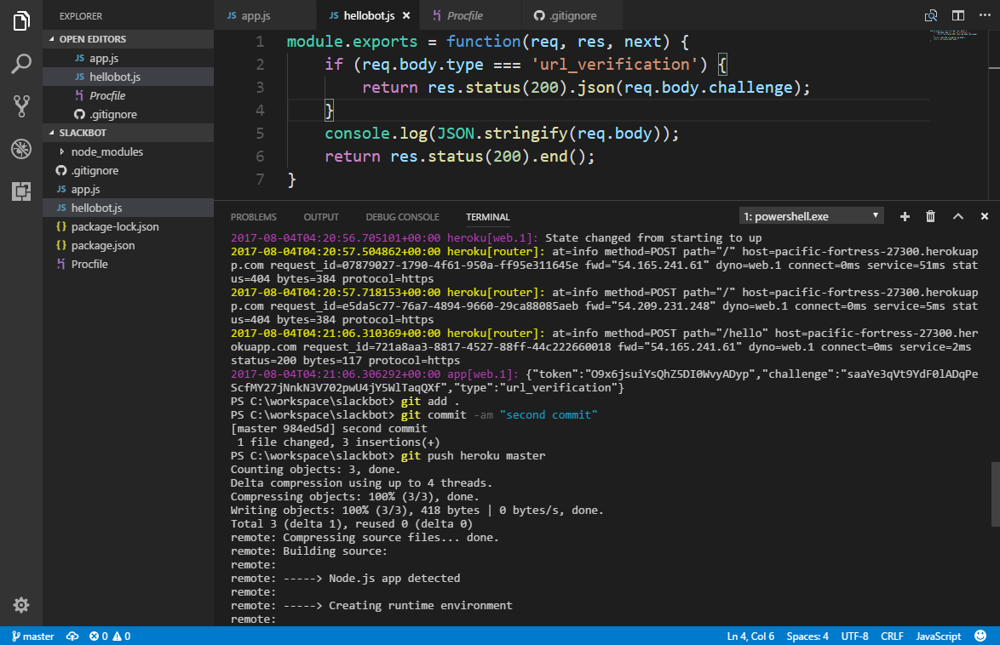 EXPLORER
OPEN EDITORS
JS app.js
JS hellobot.js
Procfile
.gitignore
SLACKBOT
node_modules
.gitignore
JS app.js
JS hellobot.js
{} package-lock.json
{} package.json
Procfile
JS app.js
JS hellobot.js ×
Procfile
.gitignore
1 module.exports = function(req, res, next) {
2 if (req.body.type === 'url_verification') {
3 return res.status(200).json(req.body.challenge);
4 }
5 console.log(JSON.stringify(req.body));
6 return res.status(200).end();
7 }
PROBLEMS OUTPUT DEBUG CONSOLE TERMINAL 1: powershell.exe
2017-08-04T04:20:56.705101+00:00 heroku[web.1]: State changed from starting to up
2017-08-04T04:20:57.504862+00:00 heroku[router]: at=info method=POST path="/" host=pacific-fortress-27300.herokuap
p.com request_id=07879027-1790-4f61-950a-ff95e311645e fwd="54.165.241.61" dyno=web.1 connect=0ms service=51ms stat
us=404 bytes=384 protocol=https
2017-08-04T04:20:57.718153+00:00 heroku[router]: at=info method=POST path="/" host=pacific-fortress-27300.herokuap
p.com request_id=e5da5c77-76a7-4894-9660-29ca88085aeb fwd="54.209.231.248" dyno=web.1 connect=0ms service=5ms stat
us=404 bytes=384 protocol=https
2017-08-04T04:21:06.310369+00:00 heroku[router]: at=info method=POST path="/hello" host=pacific-fortress-27300.her
okuapp.com request_id=721a8aa3-8817-4527-88ff-44c222660018 fwd="54.165.241.61" dyno=web.1 connect=0ms service=2ms
status=200 bytes=117 protocol=https
2017-08-04T04:21:06.306292+00:00 app[web.1]: {"token":"O9x6jsuiYsQhZ5DI0WvyADyp","challenge":"saaYe3qVt9YdF0lADqPe
ScfMY27jNnkN3V702pwU4jY5WlTaqQXf","type":"url_verification"}
PS C:\workspace\slackbot> git add .
PS C:\workspace\slackbot> git commit -am "second commit"
[master 984ed5d] second commit
1 file changed, 3 insertions(+)
PS C:\workspace\slackbot> git push heroku master
Counting objects: 3, done.
Delta compression using up to 4 threads.
Compressing objects: 100% (3/3), done.
Writing objects: 100% (3/3), 418 bytes | 0 bytes/s, done.
Total 3 (delta 1), reused 0 (delta 0)
remote: Compressing source files... done.
remote: Building source:
remote:
remote: -----> Node.js app detected
remote:
remote: -----> Creating runtime environment
remote:
master 0 0 Ln 4, Col 6 Spaces: 4 UTF-8 CRLF JavaScript